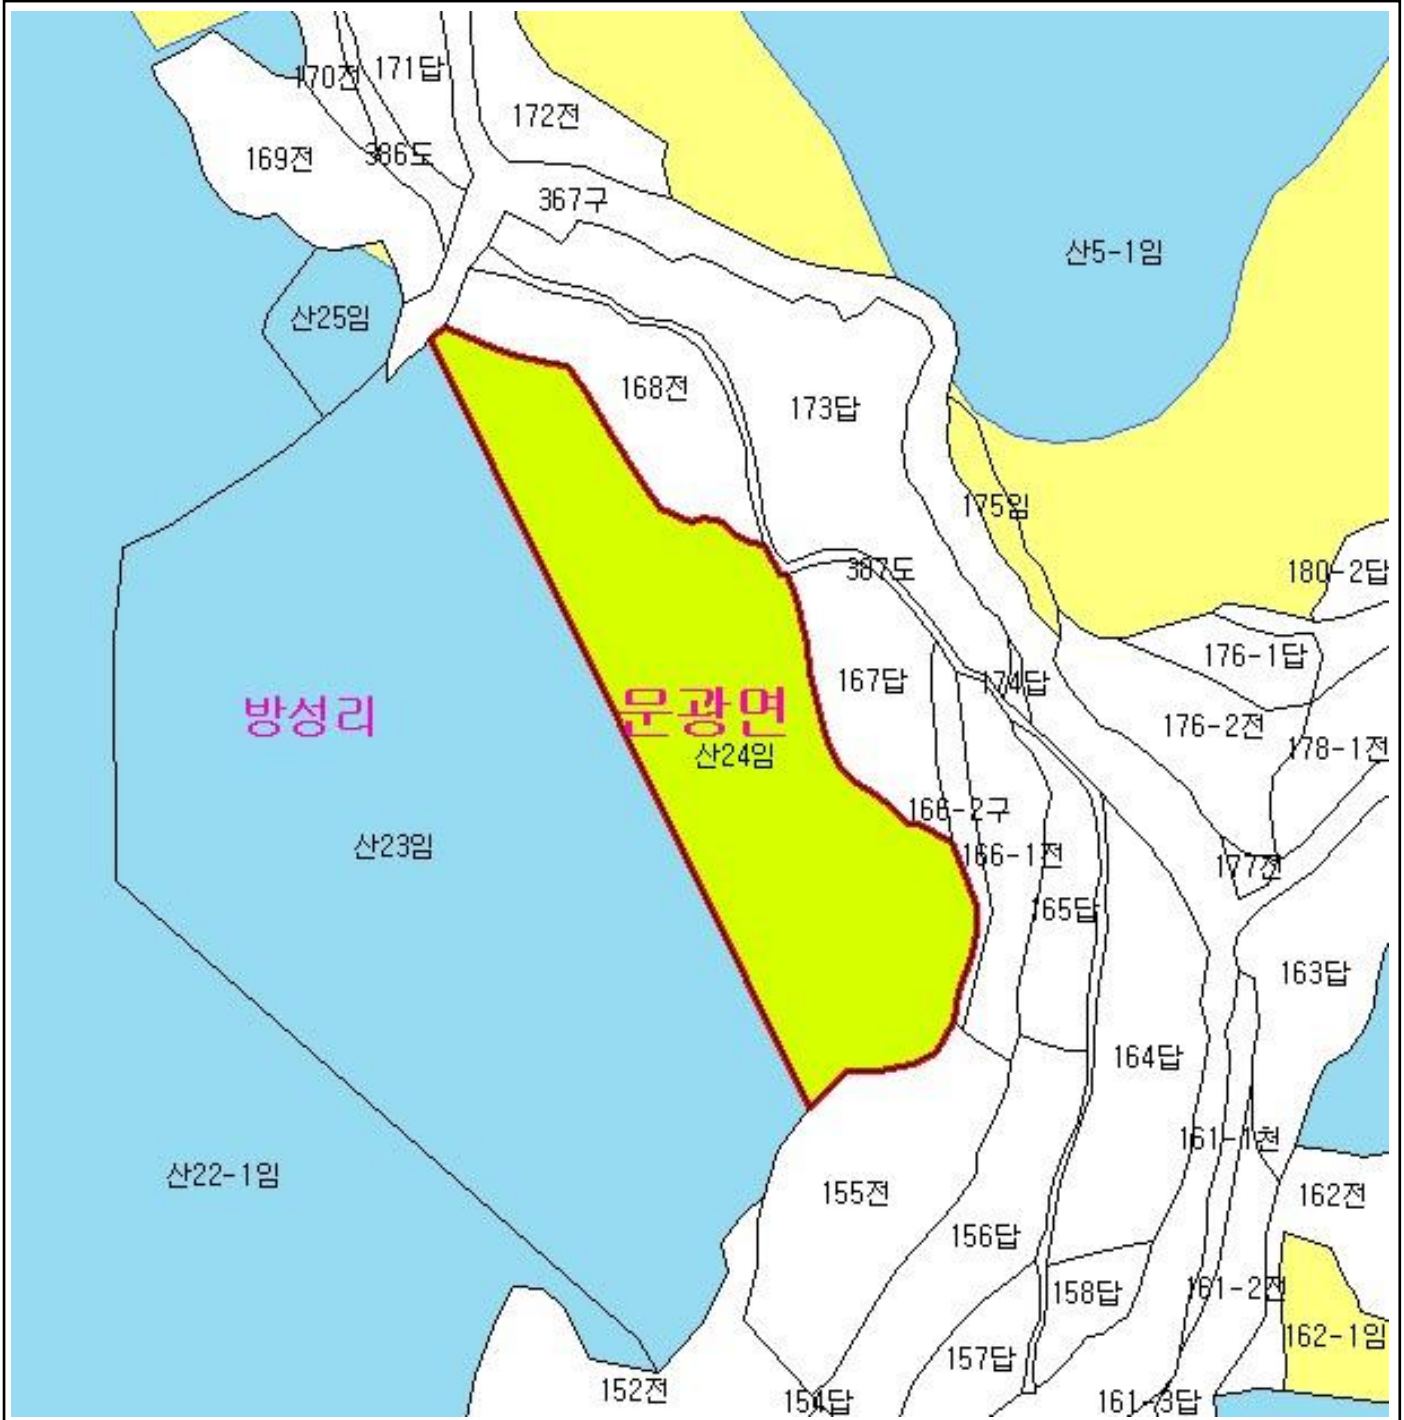 170전
171답
172전
169전
386도
367구
산5-1임
산25임
168전
173답
175임
387도
180-2답
176-1답
167답
174답
방성리
문광면
176-2전
178-1전
산24임
166-2구
산23임
166-1전
177전
165답
163답
164답
161-1천
산22-1임
155전
162전
156답
161-2전
158답
162-1임
157답
152전
154답
161-3답